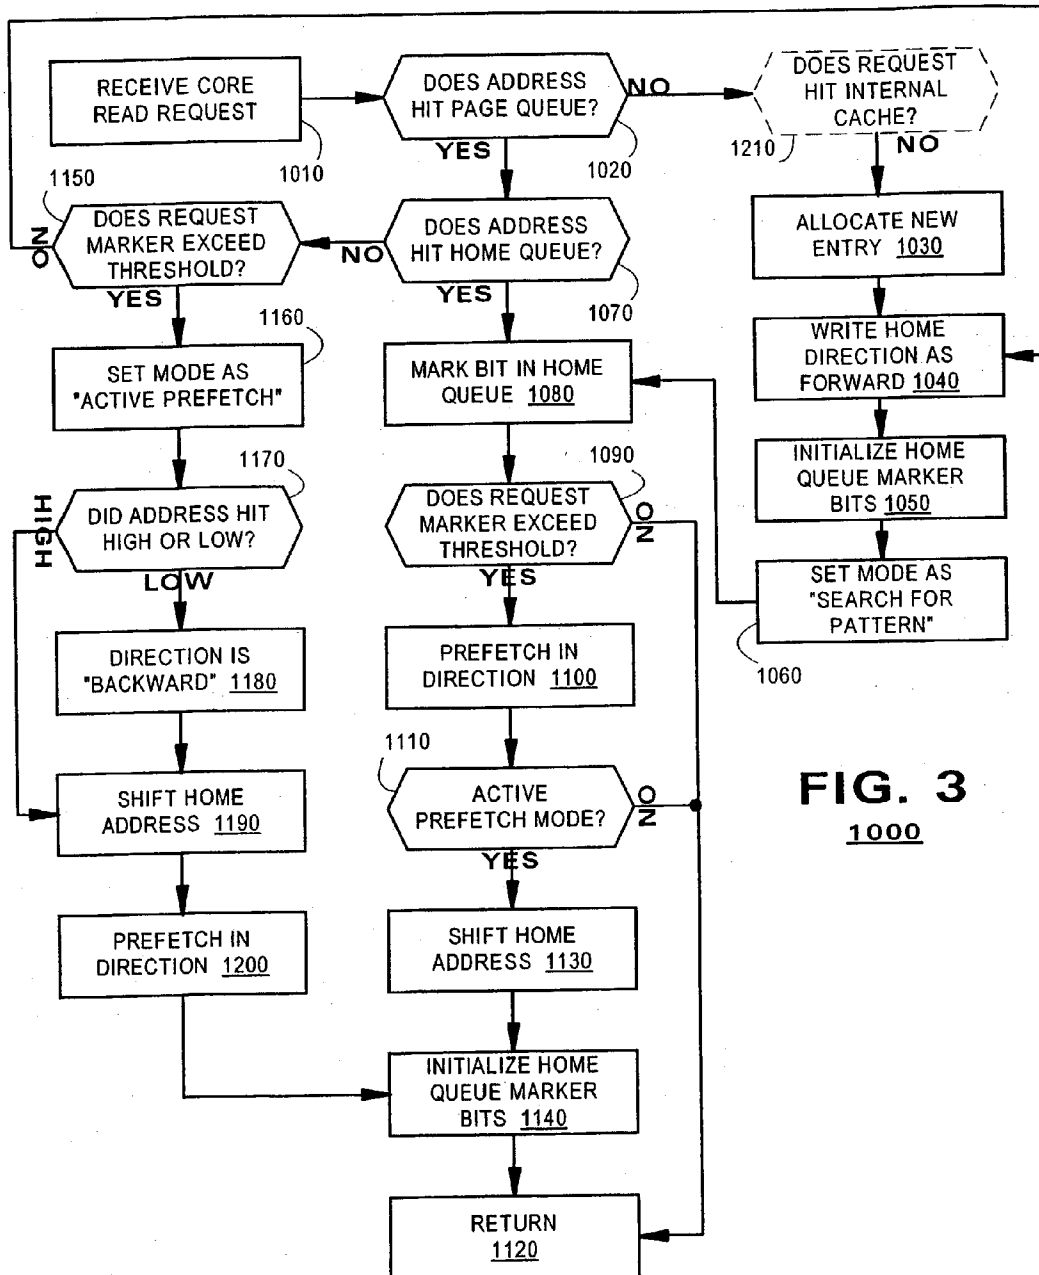 RECEIVE CORE
READ REQUEST
1010
DOES ADDRESS
HIT PAGE QUEUE?
1020
NO
YES
DOES REQUEST
HIT INTERNAL
CACHE?
1210
NO
ALLOCATE NEW
ENTRY 1030
WRITE HOME
DIRECTION AS
FORWARD 1040
INITIALIZE HOME
QUEUE MARKER
BITS 1050
SET MODE AS
"SEARCH FOR
PATTERN"
1060
DOES ADDRESS
HIT HOME QUEUE?
1070
NO
YES
MARK BIT IN HOME
QUEUE 1080
1090
DOES REQUEST
MARKER EXCEED
THRESHOLD?
NO
YES
PREFETCH IN
DIRECTION 1100
1110
ACTIVE
PREFETCH MODE?
NO
YES
SHIFT HOME
ADDRESS 1130
INITIALIZE HOME
QUEUE MARKER
BITS 1140
RETURN
1120
1150
DOES REQUEST
MARKER EXCEED
THRESHOLD?
NO
YES
1160
SET MODE AS
"ACTIVE PREFETCH"
1170
DID ADDRESS HIT
HIGH OR LOW?
HIGH
LOW
DIRECTION IS
"BACKWARD" 1180
SHIFT HOME
ADDRESS 1190
PREFETCH IN
DIRECTION 1200
FIG. 3
1000